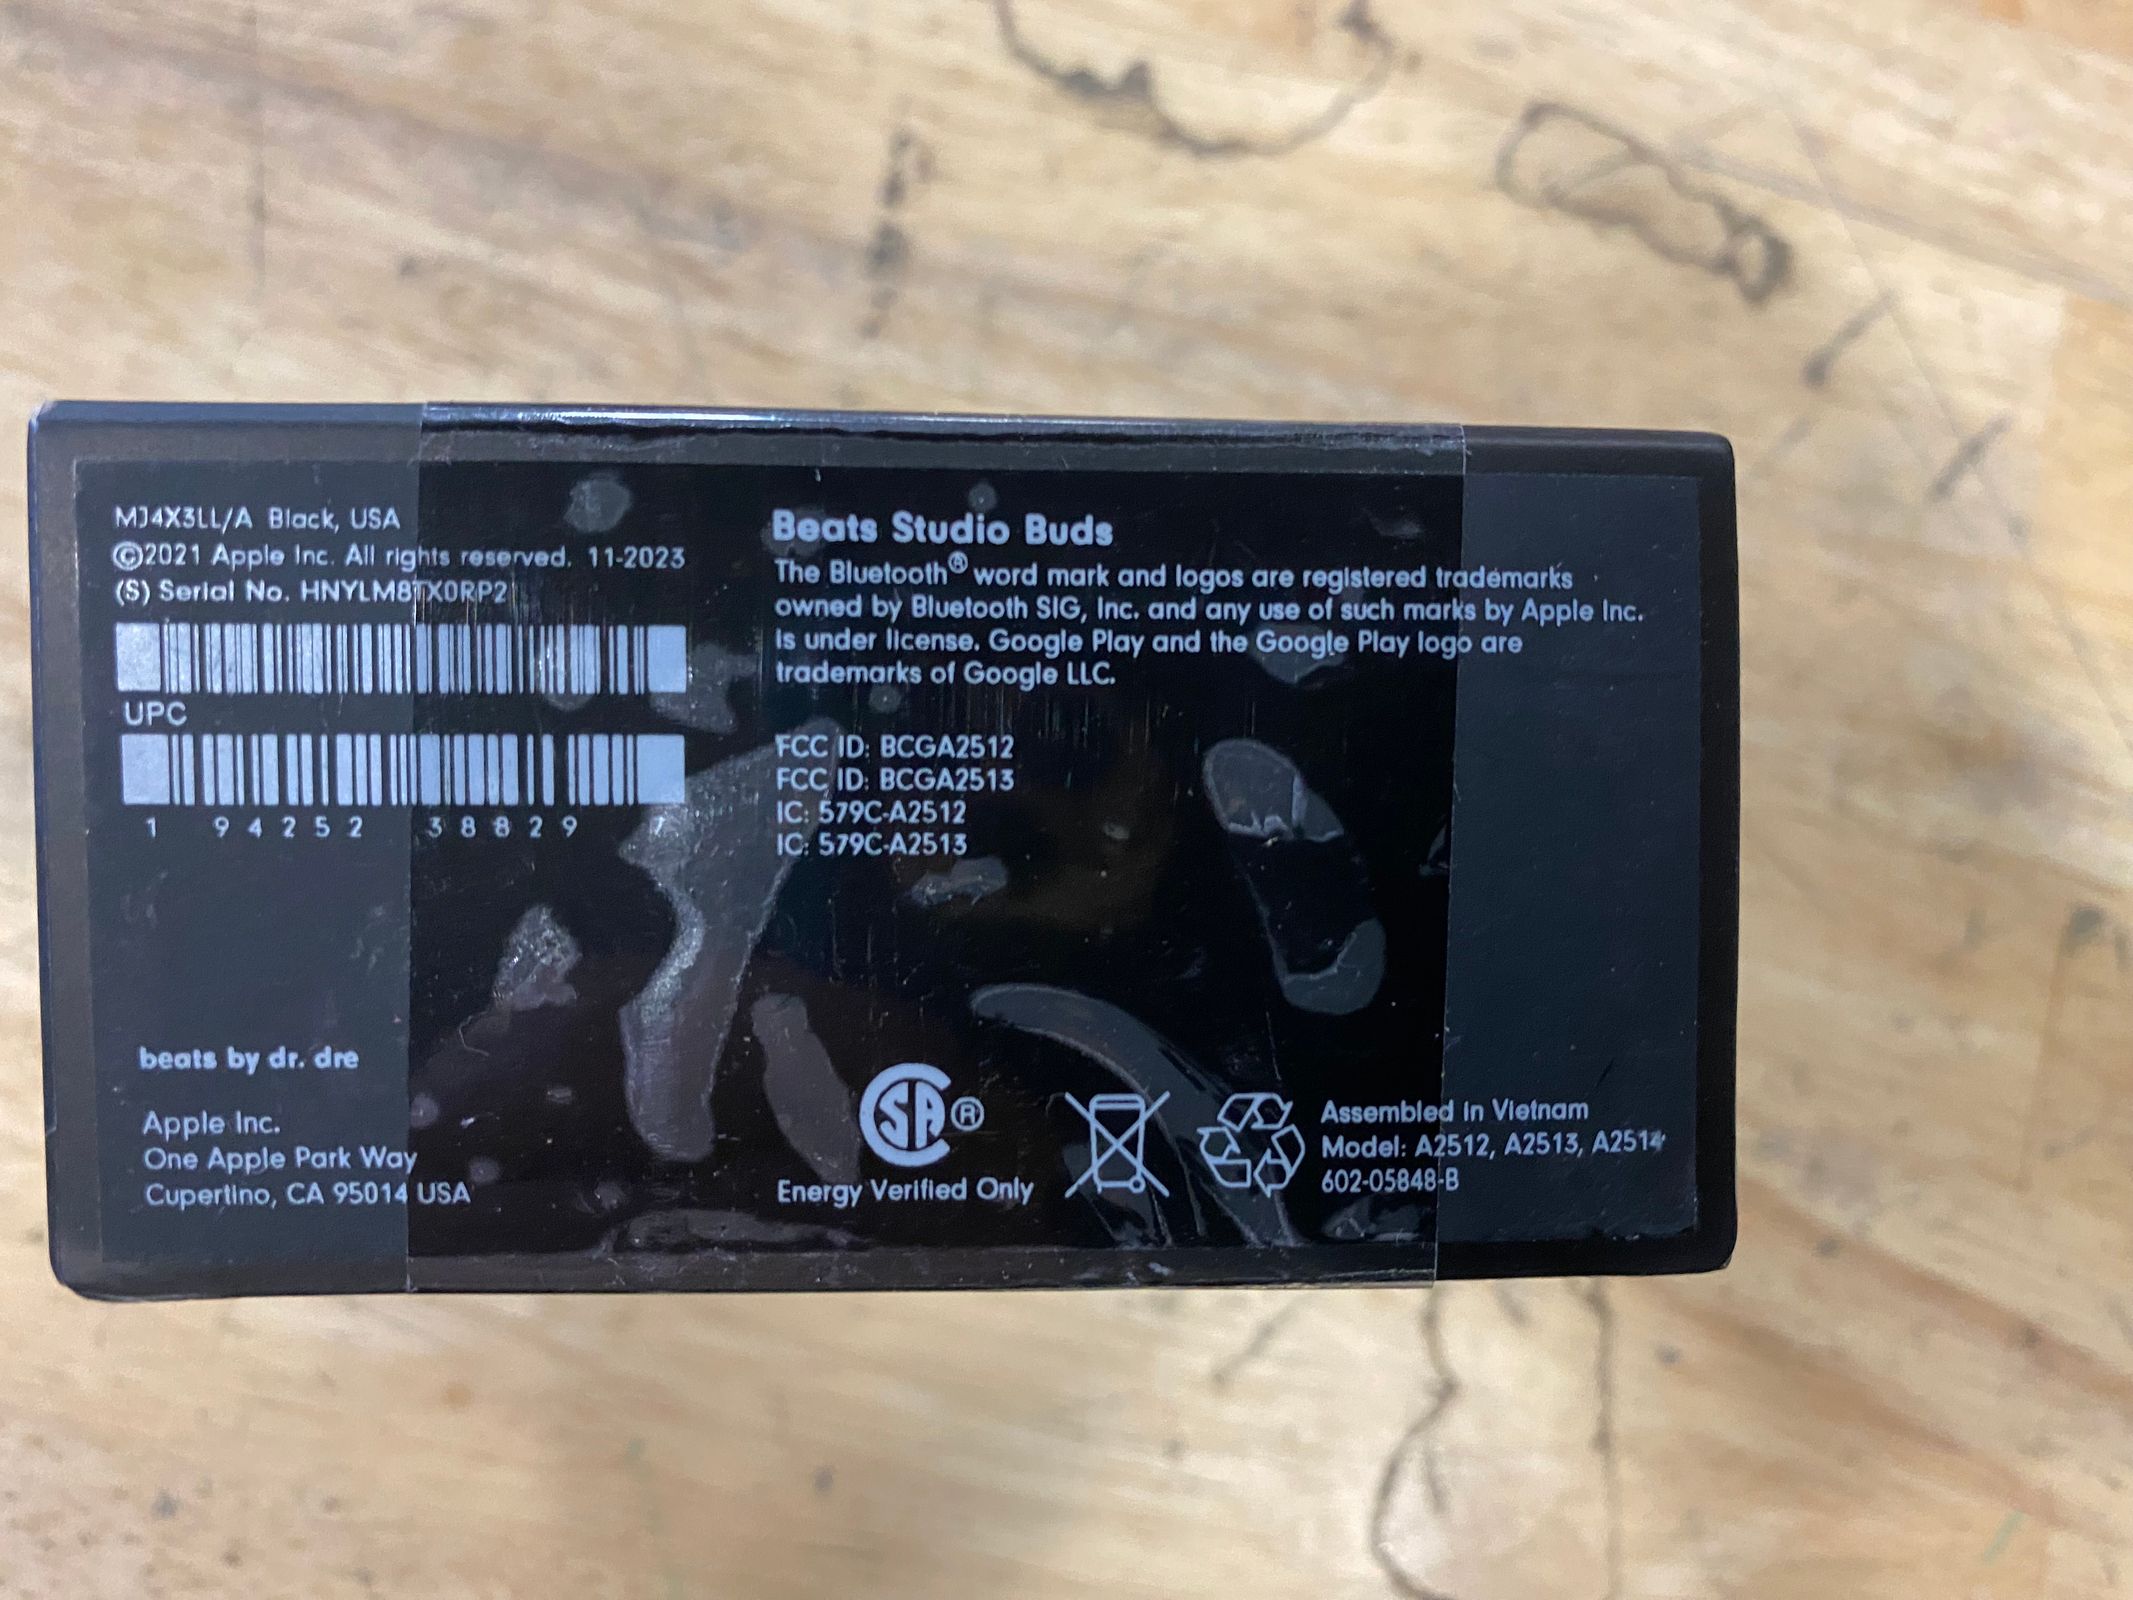 MJ4X3LL/A Black, USA
©2021 Apple Inc. All rights reserved. 11-2023
(S) Serial No. HNYLM8TX0RP2
UPC
1 94252 38829
beats by dr. dre
Apple Inc.
One Apple Park Way
Cupertino, CA 95014 USA
Beats Studio Buds
The Bluetooth® word mark and logos are registered trademarks
owned by Bluetooth SIG, Inc. and any use of such marks by Apple Inc.
is under license. Google Play and the Google Play logo are
trademarks of Google LLC.
FCC ID: BCGA2512
FCC ID: BCGA2513
IC: 579C-A2512
IC: 579C-A2513
SA®
Energy Verified Only
Assembled in Vietnam
Model: A2512, A2513, A2514
602-05848-B